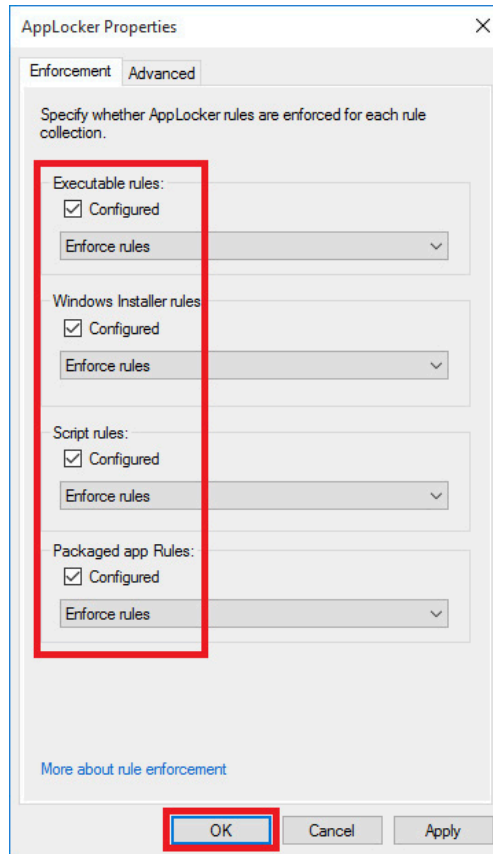 AppLocker Properties
Enforcement Advanced
Specify whether AppLocker rules are enforced for each rule
collection.
Executable rules:
Configured
Enforce rules
Windows Installer rules
Configured
Enforce rules
Script rules:
Configured
Enforce rules
Packaged app Rules:
Configured
Enforce rules
More about rule enforcement
OK Cancel Apply